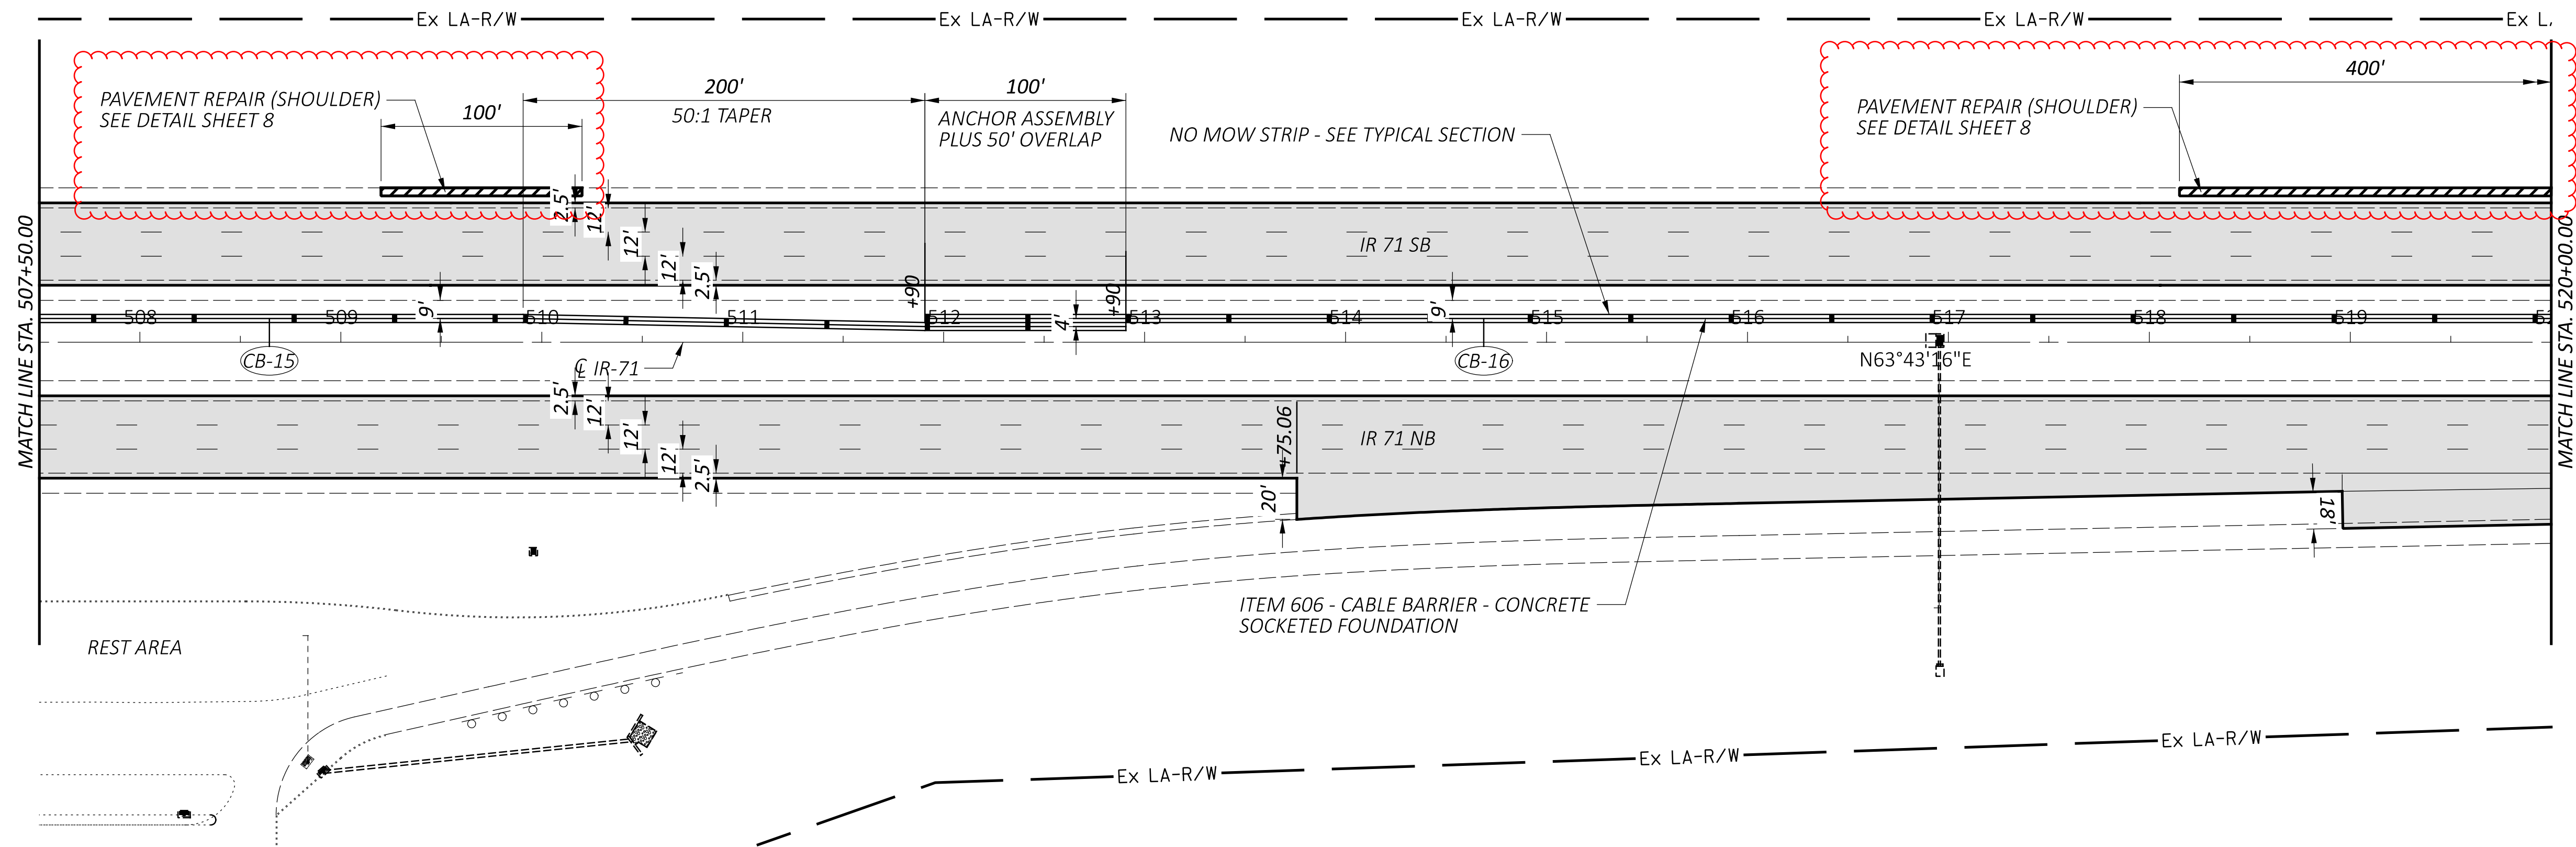 Ex LA-R/W
Ex LA-R/W
Ex LA-R/W
Ex LA-R/W
Ex L
PAVEMENT REPAIR (SHOULDER)
SEE DETAIL SHEET 8
100'
200'
50:1 TAPER
100'
ANCHOR ASSEMBLY
PLUS 50' OVERLAP
NO MOW STRIP - SEE TYPICAL SECTION
PAVEMENT REPAIR (SHOULDER)
SEE DETAIL SHEET 8
400'
MATCH LINE STA. 507+50.00
MATCH LINE STA. 520+00.00
2.5'
12'
12'
12'
2.5'
IR 71 SB
+90
+90
9'
4'
9'
508
509
510
511
512
513
514
515
516
517
518
519
CB-15
℄ IR-71
CB-16
N63°43'16"E
2.5'
12'
12'
12'
2.5'
+75.06
IR 71 NB
20'
18'
ITEM 606 - CABLE BARRIER - CONCRETE
SOCKETED FOUNDATION
REST AREA
Ex LA-R/W
Ex LA-R/W
Ex LA-R/W